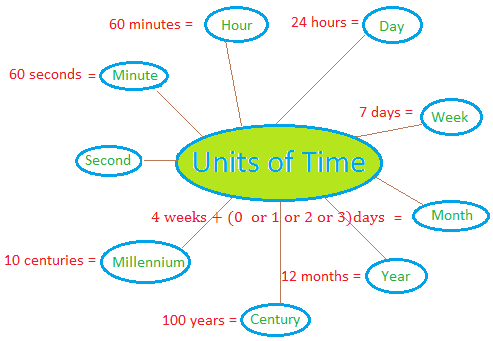 60 minutes = Hour
24 hours = Day
60 seconds = Minute
7 days = Week
Second
Units of Time
4 weeks + (0 or 1 or 2 or 3)days = Month
10 centuries = Millennium
12 months = Year
100 years = Century